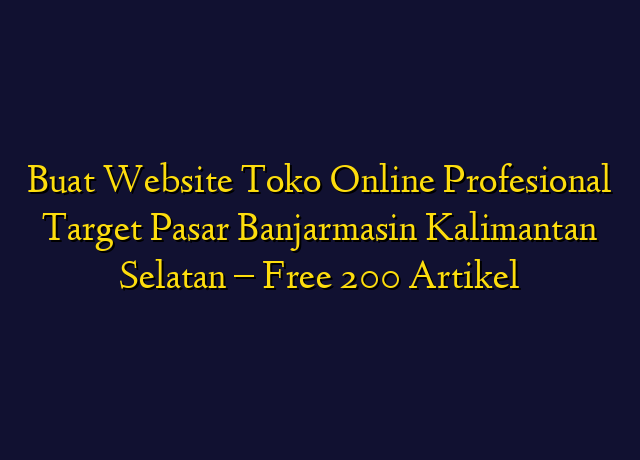 Buat Website Toko Online Profesional
Target Pasar Banjarmasin Kalimantan
Selatan – Free 200 Artikel